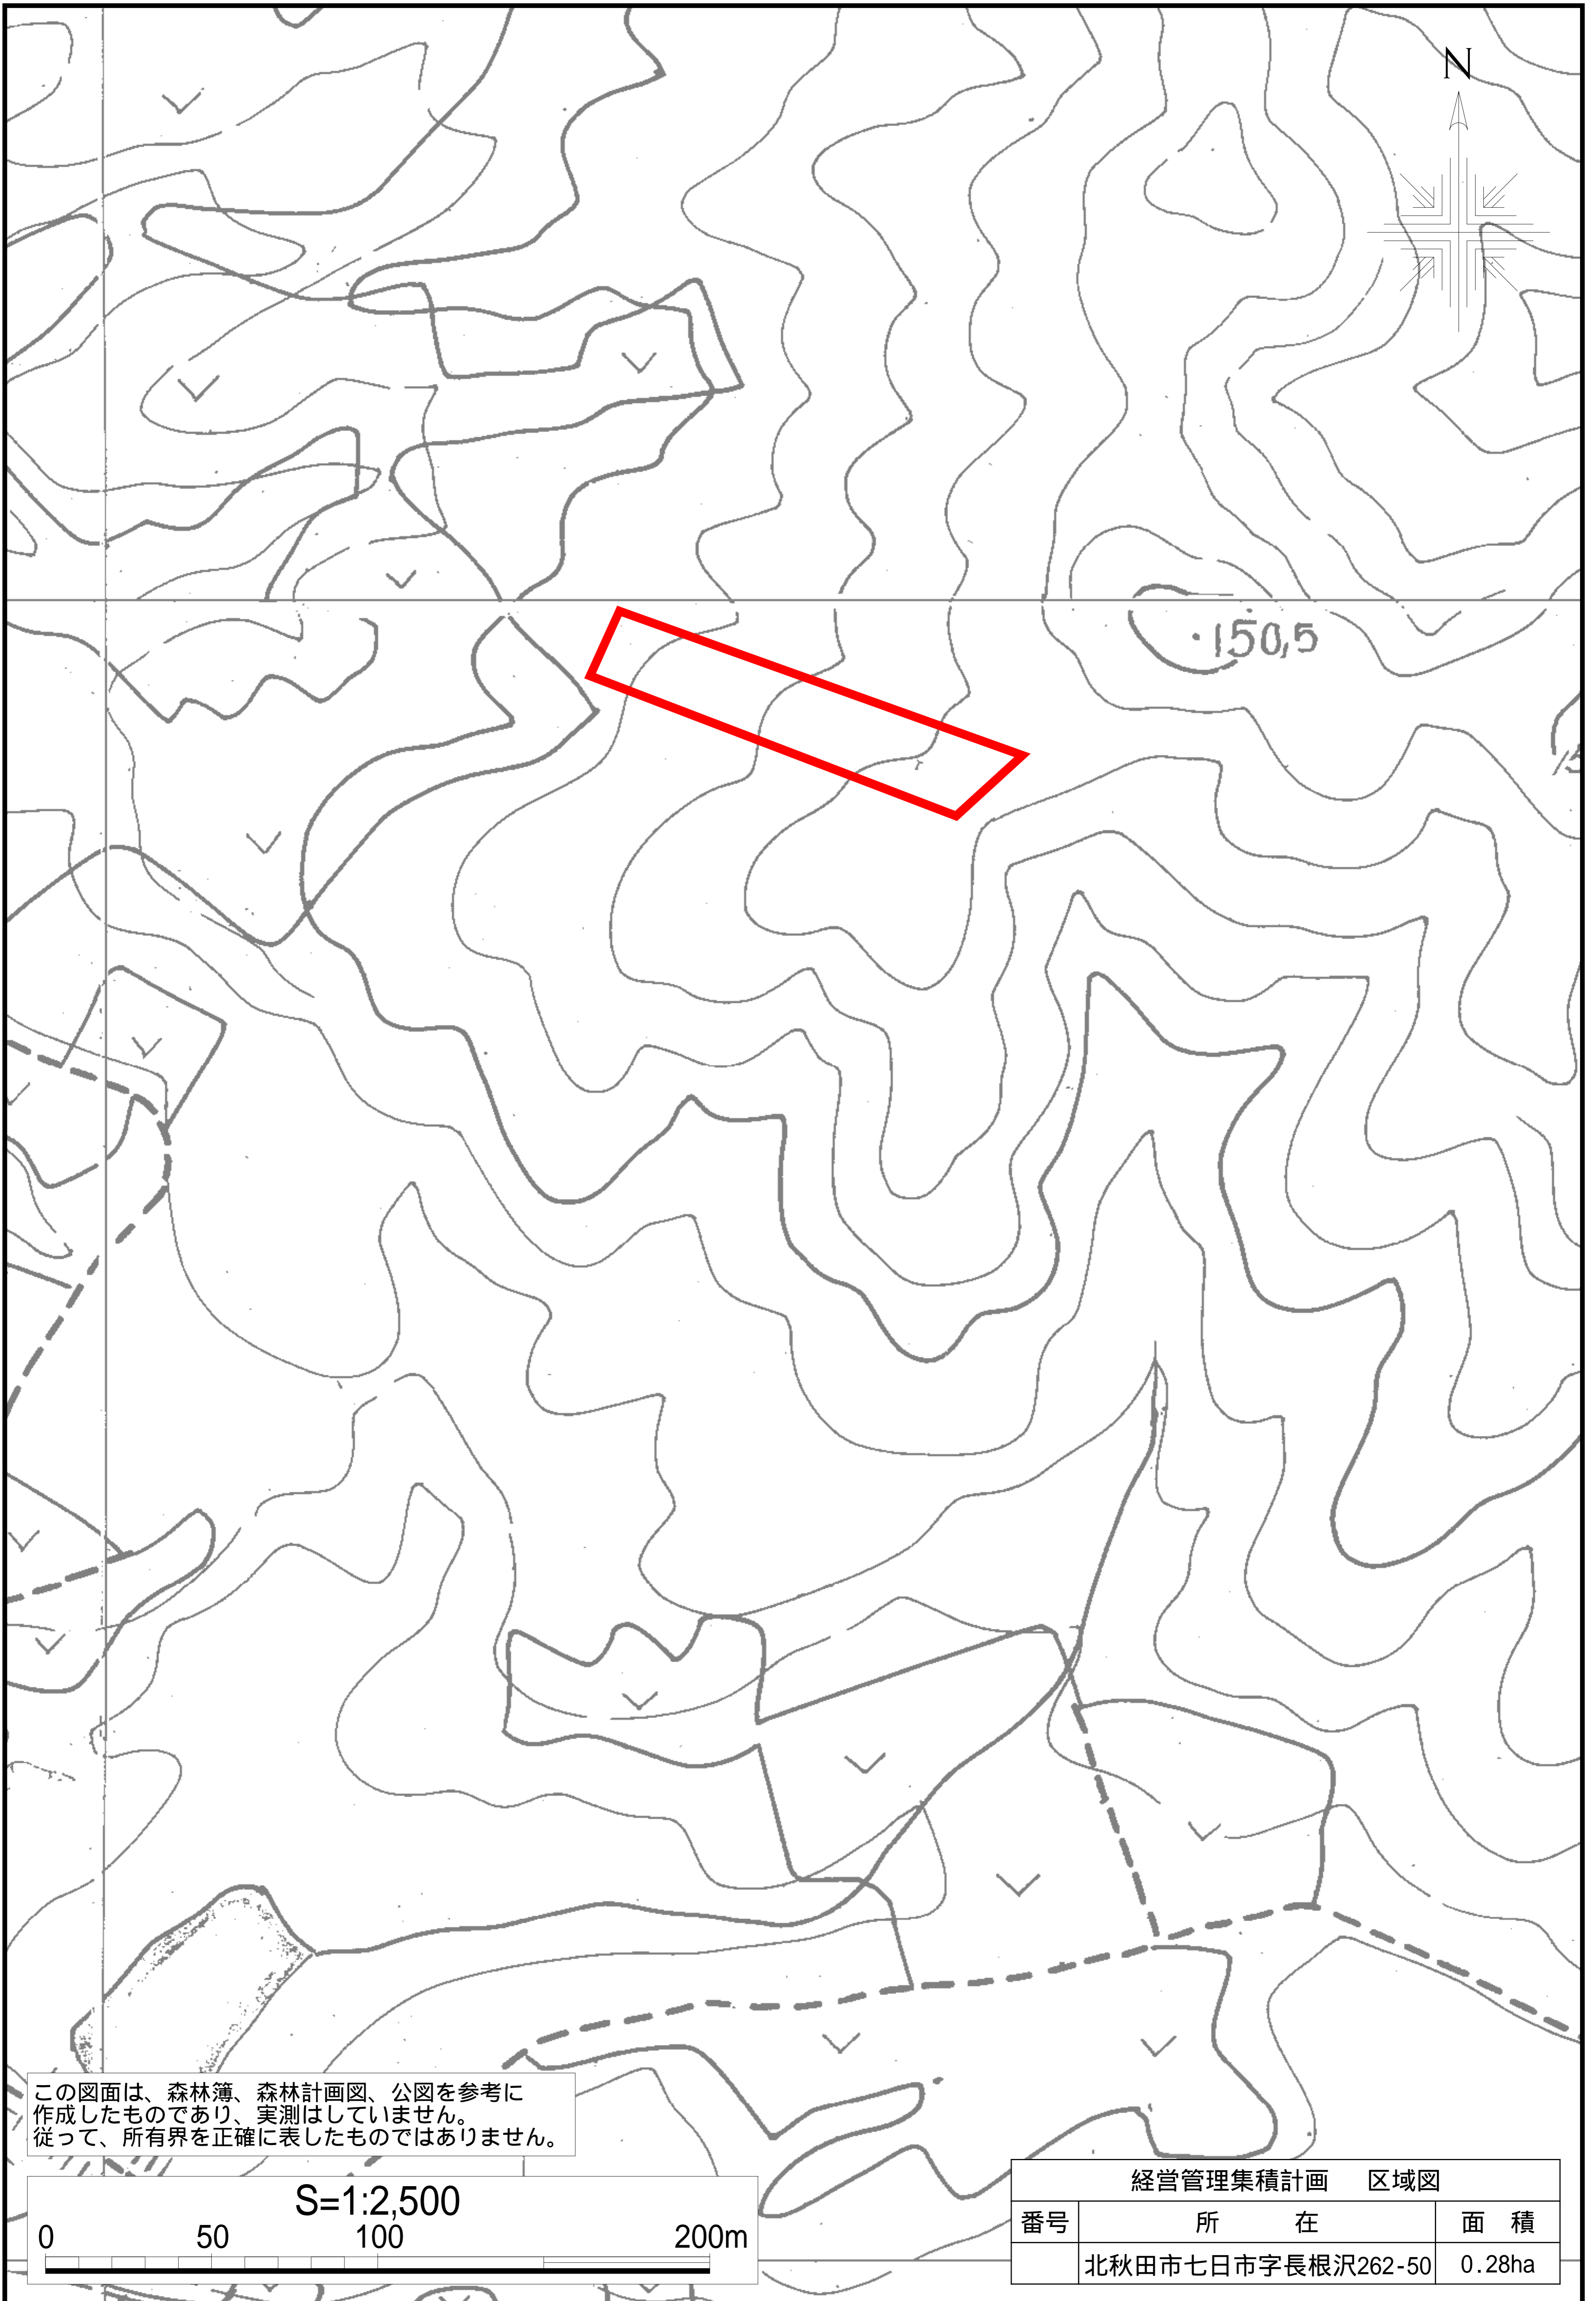 N
・150,5
この図面は、森林簿、森林計画図、公図を参考に
作成したものであり、実測はしていません。
従って、所有界を正確に表したものではありません。
S=1:2,500
0 50 100 200m
経営管理集積計画 区域図
番号 所 在 面 積
北秋田市七日市字長根沢262-50 0.28ha